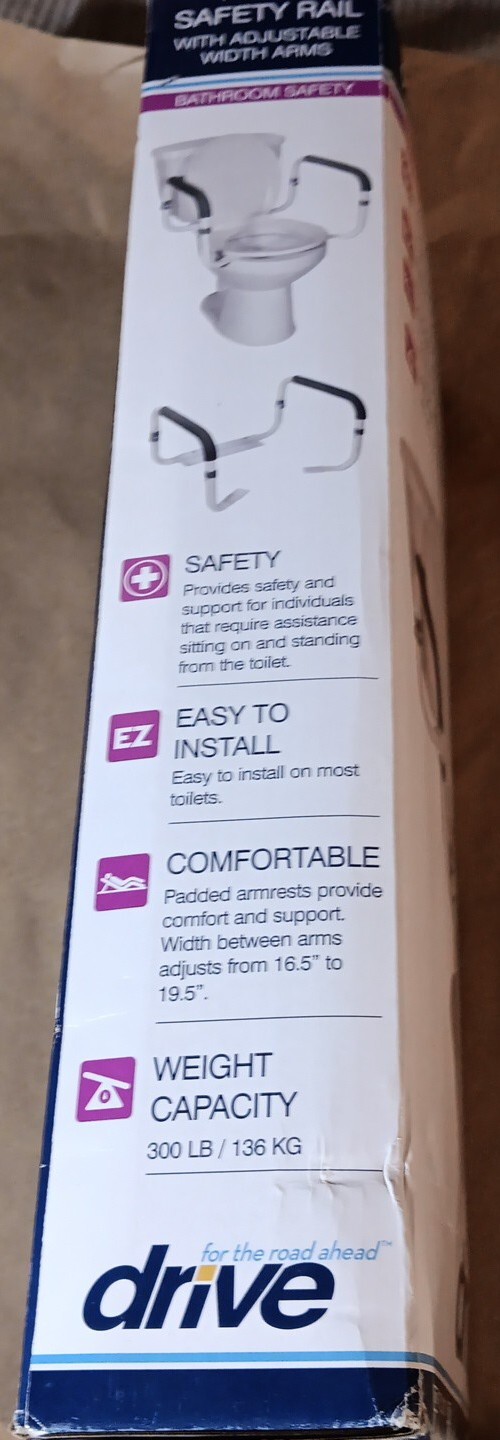 SAFETY RAIL
WITH ADJUSTABLE
WIDTH ARMS
BATHROOM SAFETY
SAFETY
Provides safety and
support for individuals
that require assistance
sitting on and standing
from the toilet.
EZ
EASY TO
INSTALL
Easy to install on most
toilets.
COMFORTABLE
Padded armrests provide
comfort and support.
Width between arms
adjusts from 16.5” to
19.5”.
WEIGHT
CAPACITY
300 LB / 136 KG
for the road ahead™
drive